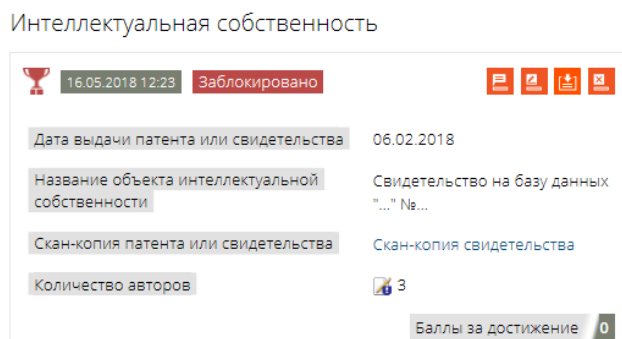 Интеллектуальная собственность
16.05.2018 12:23 Заблокировано
Дата выдачи патента или свидетельства 06.02.2018
Название объекта интеллектуальной Свидетельство на базу данных
собственности "..." №...
Скан-копия патента или свидетельства Скан-копия свидетельства
Количество авторов 3
Баллы за достижение 0